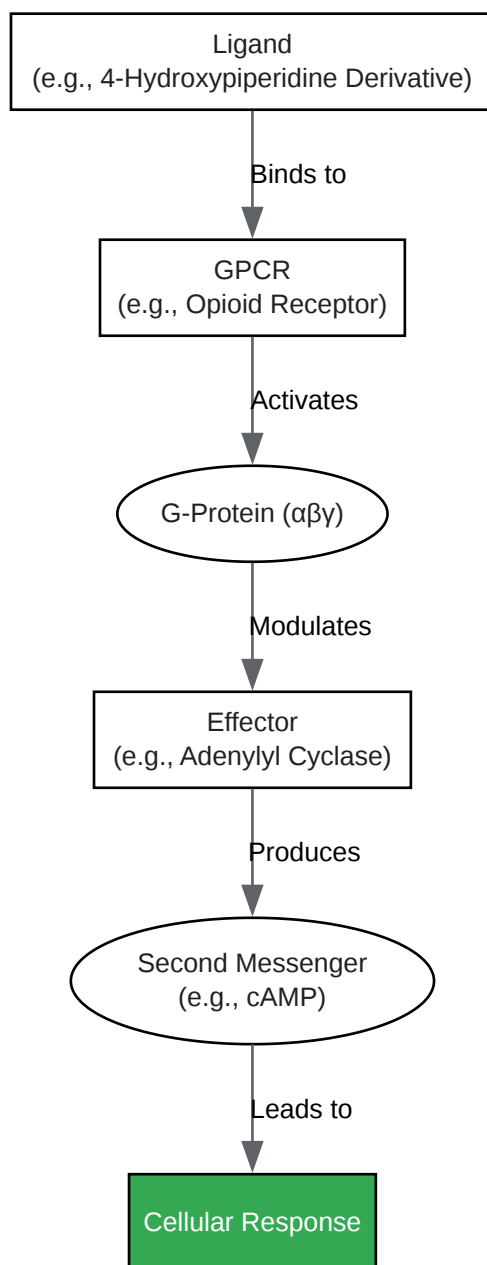 Ligand
(e.g., 4-Hydroxypiperidine Derivative)
Binds to
GPCR
(e.g., Opioid Receptor)
Activates
G-Protein (αβγ)
Modulates
Effector
(e.g., Adenylyl Cyclase)
Produces
Second Messenger
(e.g., cAMP)
Leads to
Cellular Response